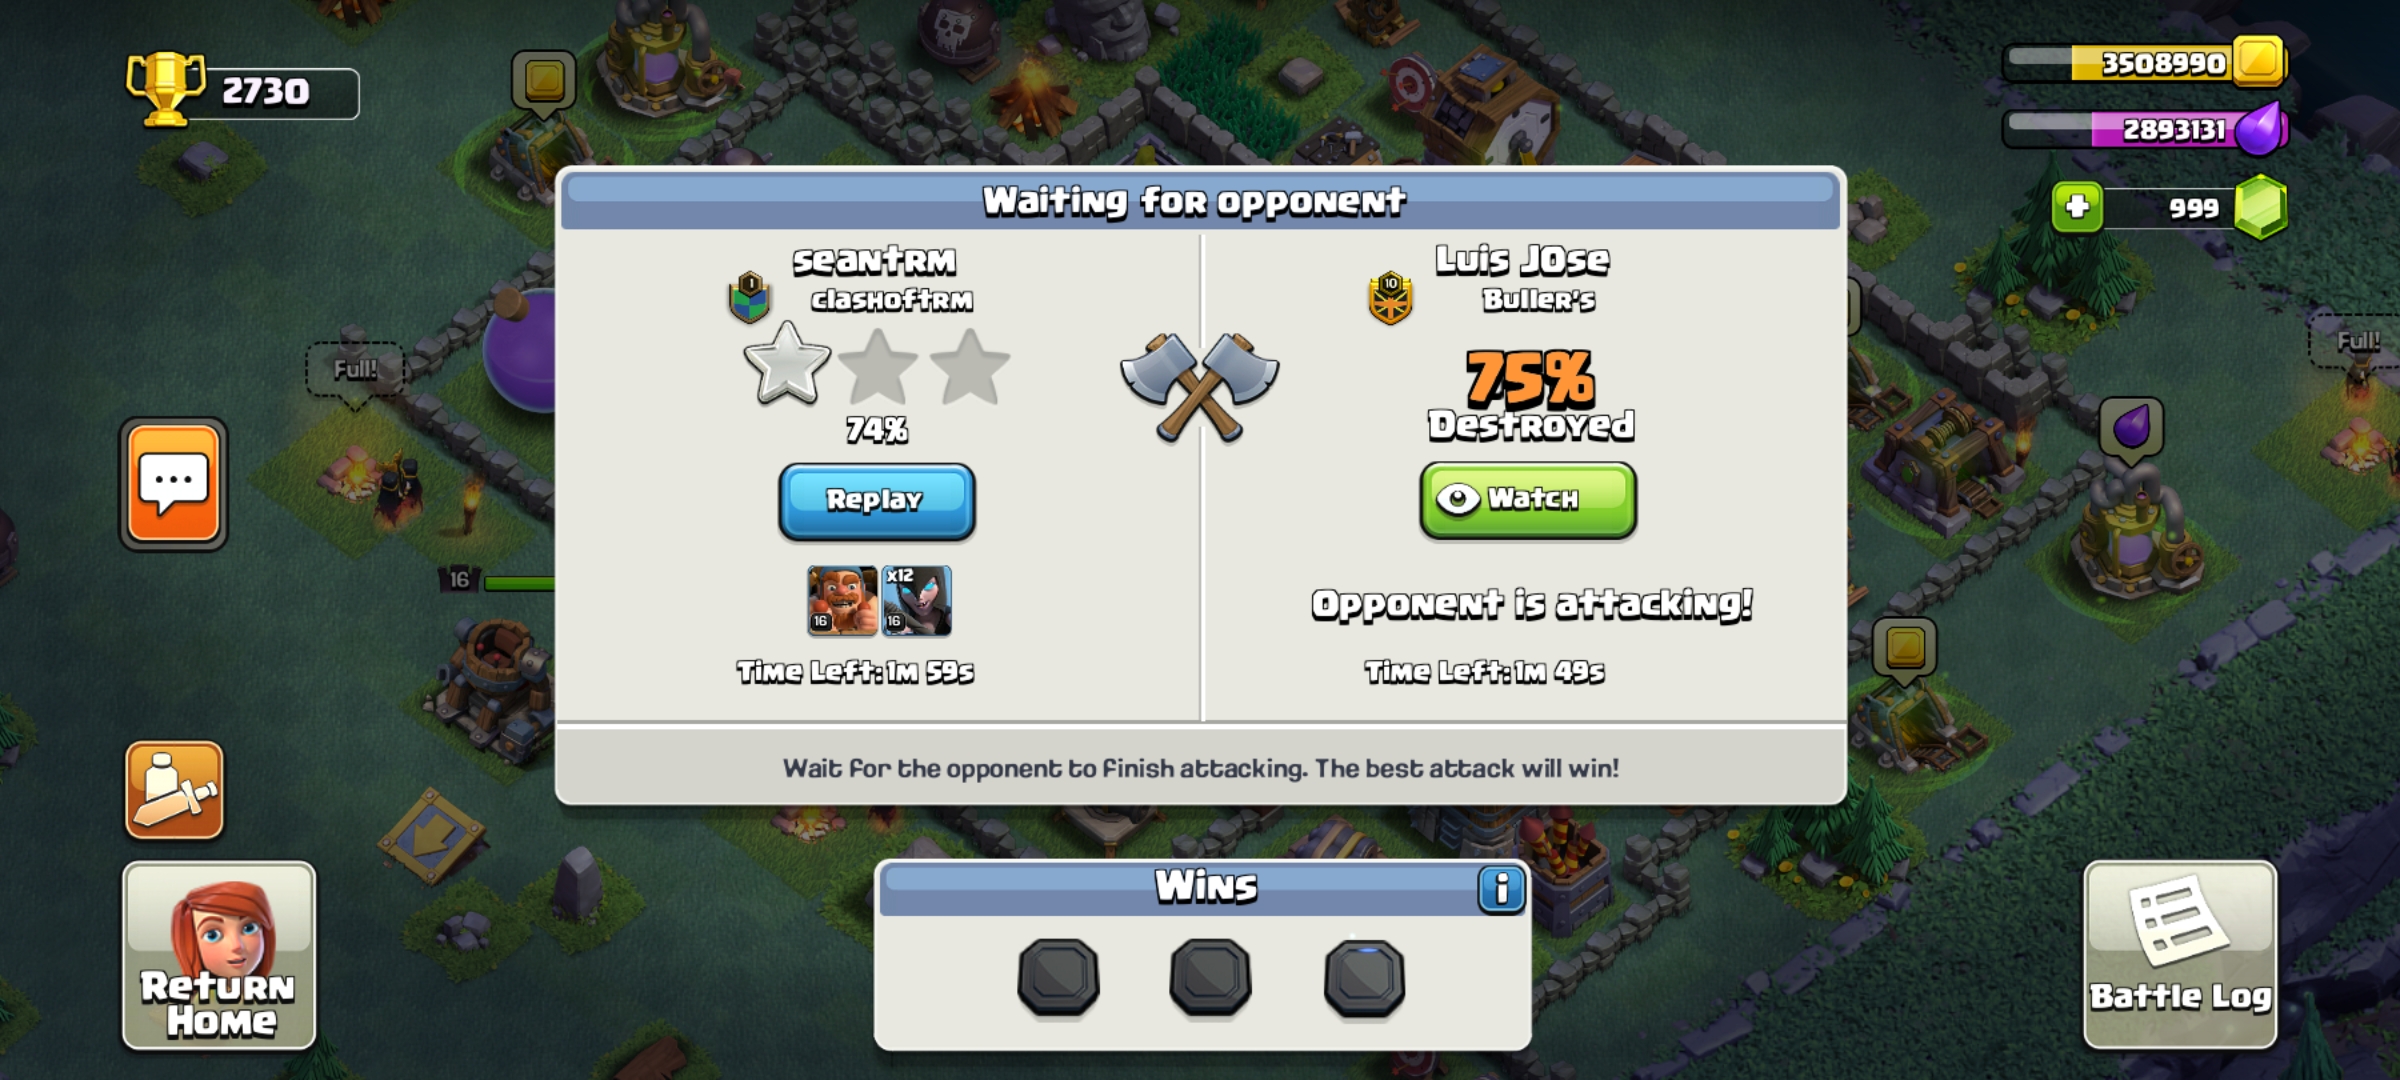 2730
3508990
2893131
999
Waiting for opponent
seantrm
clashoftrm
1
74%
Replay
16
x12
16
Time Left:1m 59s
Luis JOse
Buller's
10
75%
Destroyed
Watch
Opponent is attacking!
Time Left:1m 49s
Wait for the opponent to finish attacking. The best attack will win!
Full!
Full!
16
Wins
i
Return
Home
Battle Log